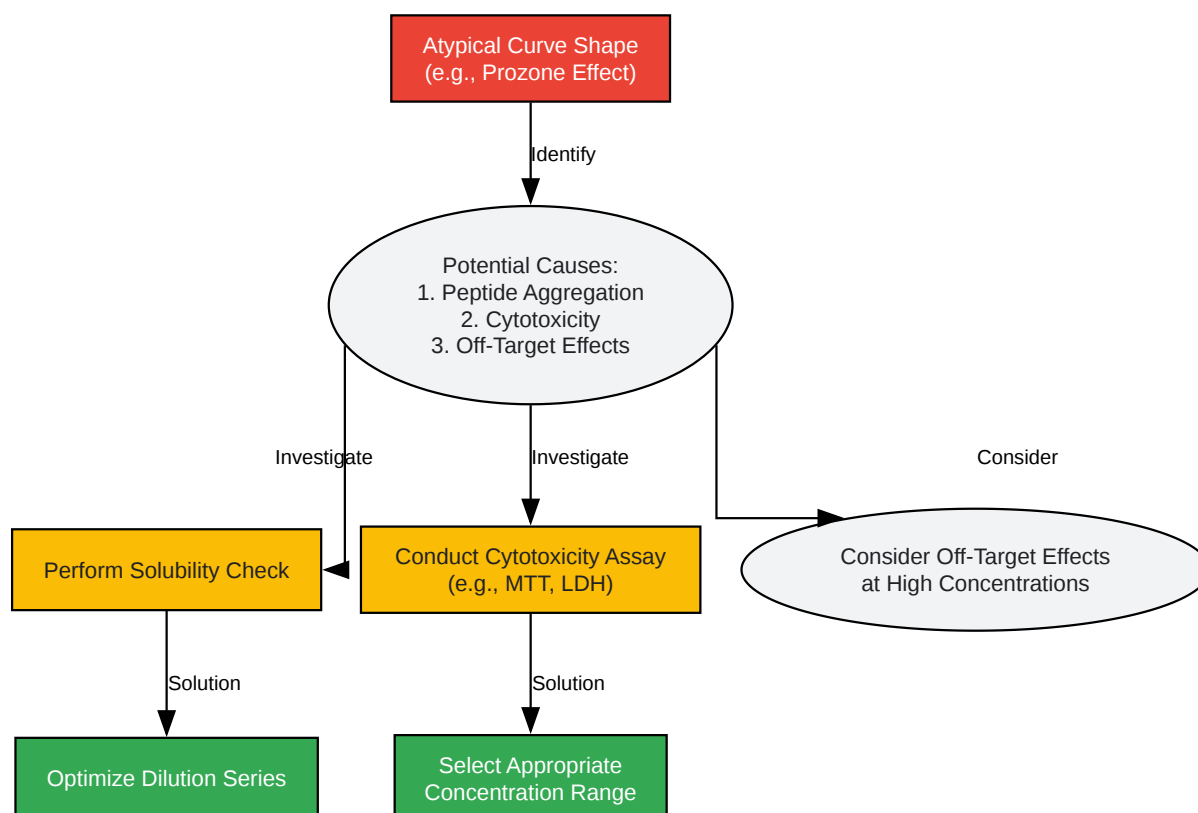 Atypical Curve Shape
(e.g., Prozone Effect)
Identify
Potential Causes:
1. Peptide Aggregation
2. Cytotoxicity
3. Off-Target Effects
Investigate
Investigate
Consider
Perform Solubility Check
Conduct Cytotoxicity Assay
(e.g., MTT, LDH)
Consider Off-Target Effects
at High Concentrations
Solution
Solution
Optimize Dilution Series
Select Appropriate
Concentration Range